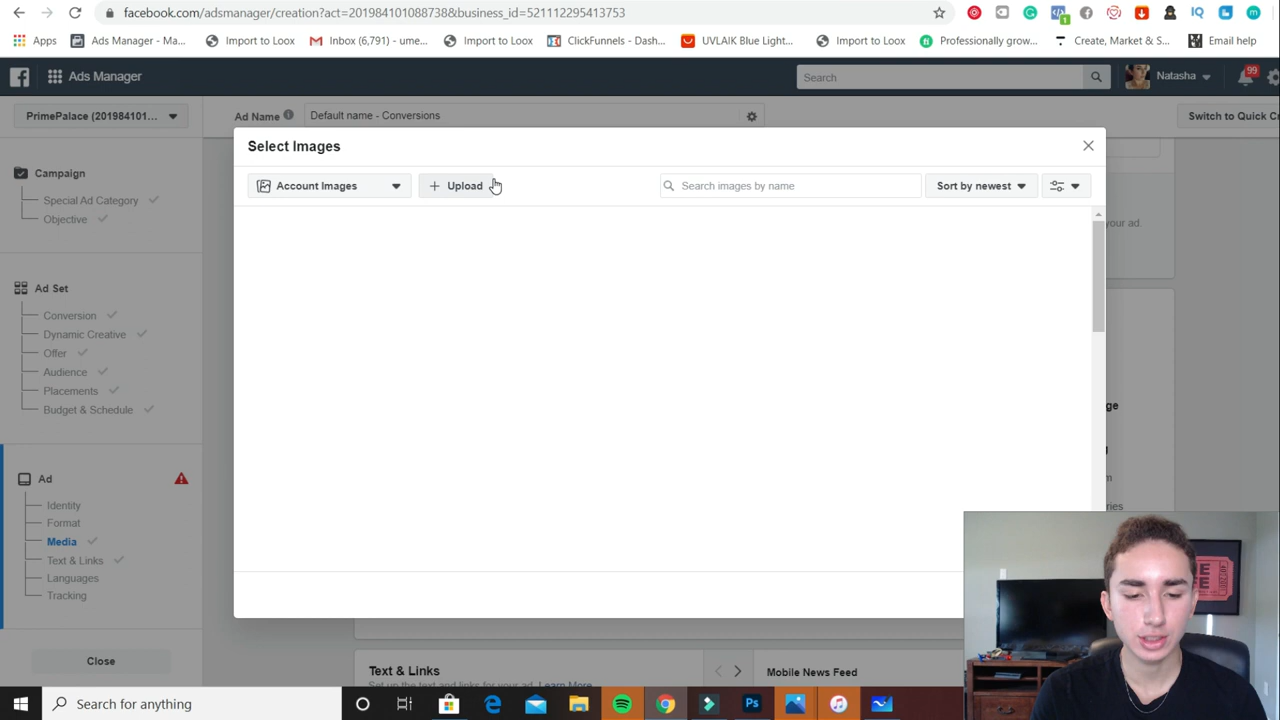 facebook.com/adsmanager/creation?act=201984101088738&business_id=521112295413753
Apps Ads Manager - Ma... Import to Loox Inbox (6,791) - ume... Import to Loox ClickFunnels - Dash... UVLAIK Blue Light... Import to Loox Professionally grow... Create, Market & S... Email help
Ads Manager Search Natasha 99
PrimePalace (201984101... Ad Name Default name - Conversions Switch to Quick Cr
Select Images
Account Images + Upload Search images by name Sort by newest
Campaign
Special Ad Category
Objective
your ad.
Ad Set
Conversion
Dynamic Creative
Offer
Audience
Placements
Budget & Schedule
ge
Ad
Identity
Format
Media
Text & Links
Languages
Tracking
ries
Close
Text & Links
Set up the text and links for your ad. Learn More
Mobile News Feed
Search for anything